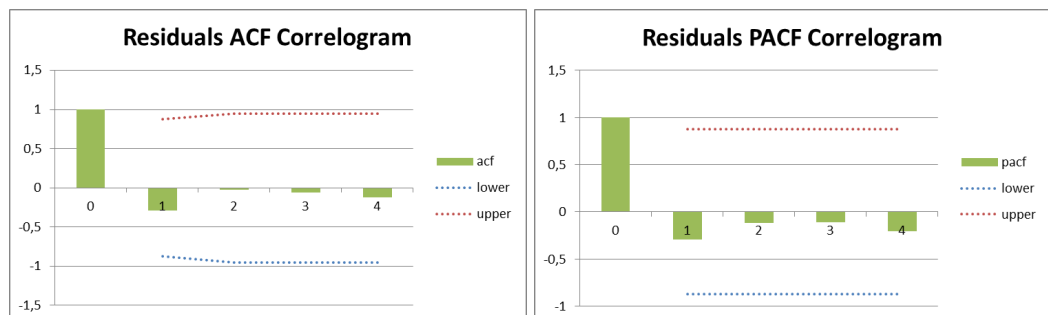 Residuals ACF Correlogram
1,5
1
0,5
0
-0,5
-1
-1,5
0 1 2 3 4
acf
lower
upper
Residuals PACF Correlogram
1,5
1
0,5
0
-0,5
-1
0 1 2 3 4
pacf
lower
upper